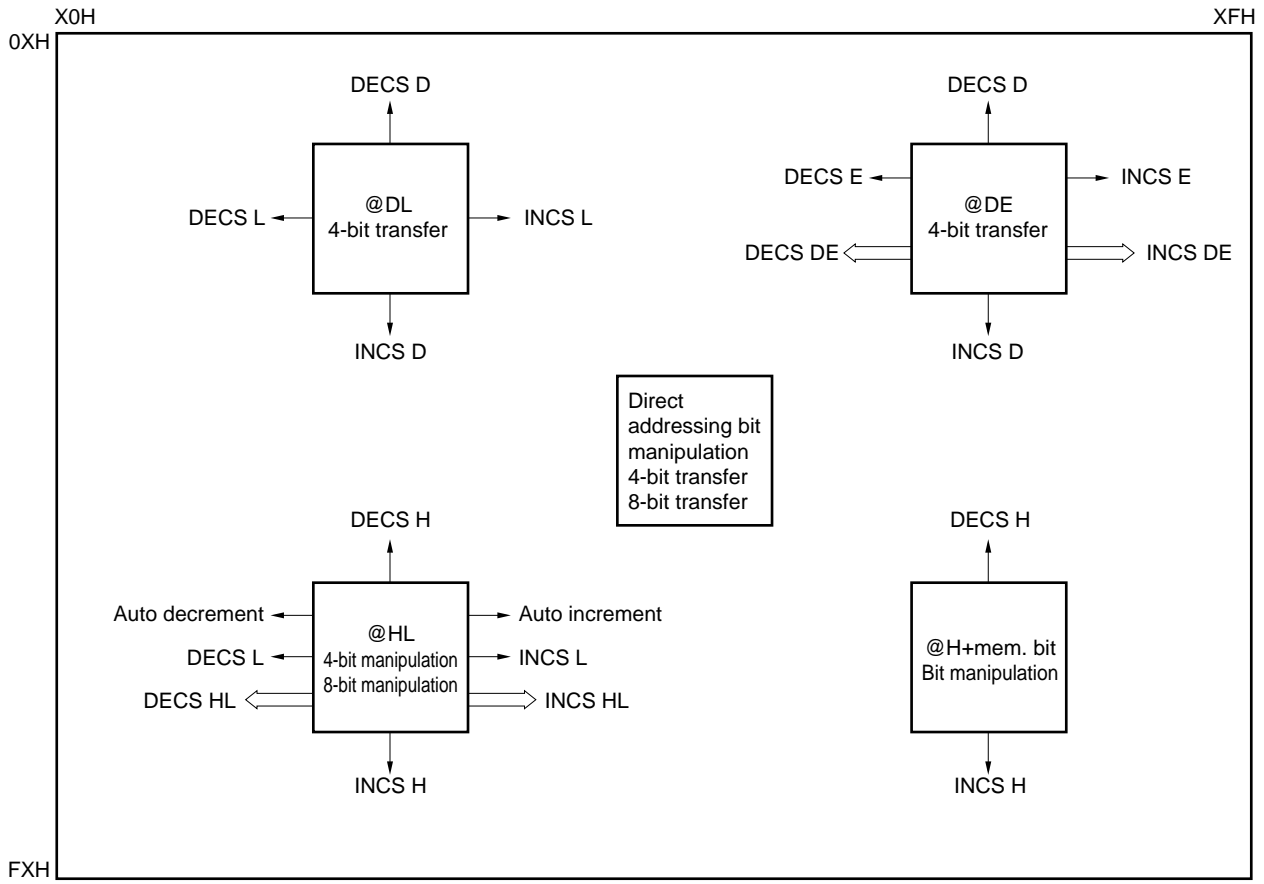 X0H
XFH
0XH
DECS D
DECS L
@DL
4-bit transfer
INCS L
INCS D
DECS D
DECS E
INCS E
@DE
4-bit transfer
DECS DE
INCS DE
INCS D
Direct
addressing bit
manipulation
4-bit transfer
8-bit transfer
DECS H
Auto decrement
Auto increment
@HL
4-bit manipulation
8-bit manipulation
DECS L
INCS L
DECS HL
INCS HL
INCS H
DECS H
@H+mem. bit
Bit manipulation
INCS H
FXH